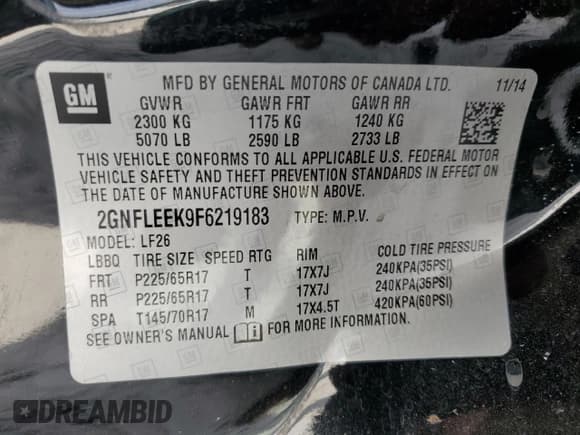 GM
MFD BY GENERAL MOTORS OF CANADA LTD. 11/14
GVWR GAWR FRT GAWR RR
2300 KG 1175 KG 1240 KG
5070 LB 2590 LB 2733 LB
THIS VEHICLE CONFORMS TO ALL APPLICABLE U.S. FEDERAL MOTOR
VEHICLE SAFETY AND THEFT PREVENTION STANDARDS IN EFFECT ON
THE DATE OF MANUFACTURE SHOWN ABOVE.
2GNFLEEK9F6219183 TYPE: M.P.V.
MODEL: LF26
LBBQ TIRE SIZE SPEED RTG RIM COLD TIRE PRESSURE
FRT P225/65R17 T 17X7J 240KPA(35PSI)
RR P225/65R17 T 17X7J 240KPA(35PSI)
SPA T145/70R17 M 17X4.5T 420KPA(60PSI)
SEE OWNER'S MANUAL FOR MORE INFORMATION.
DREAMBID